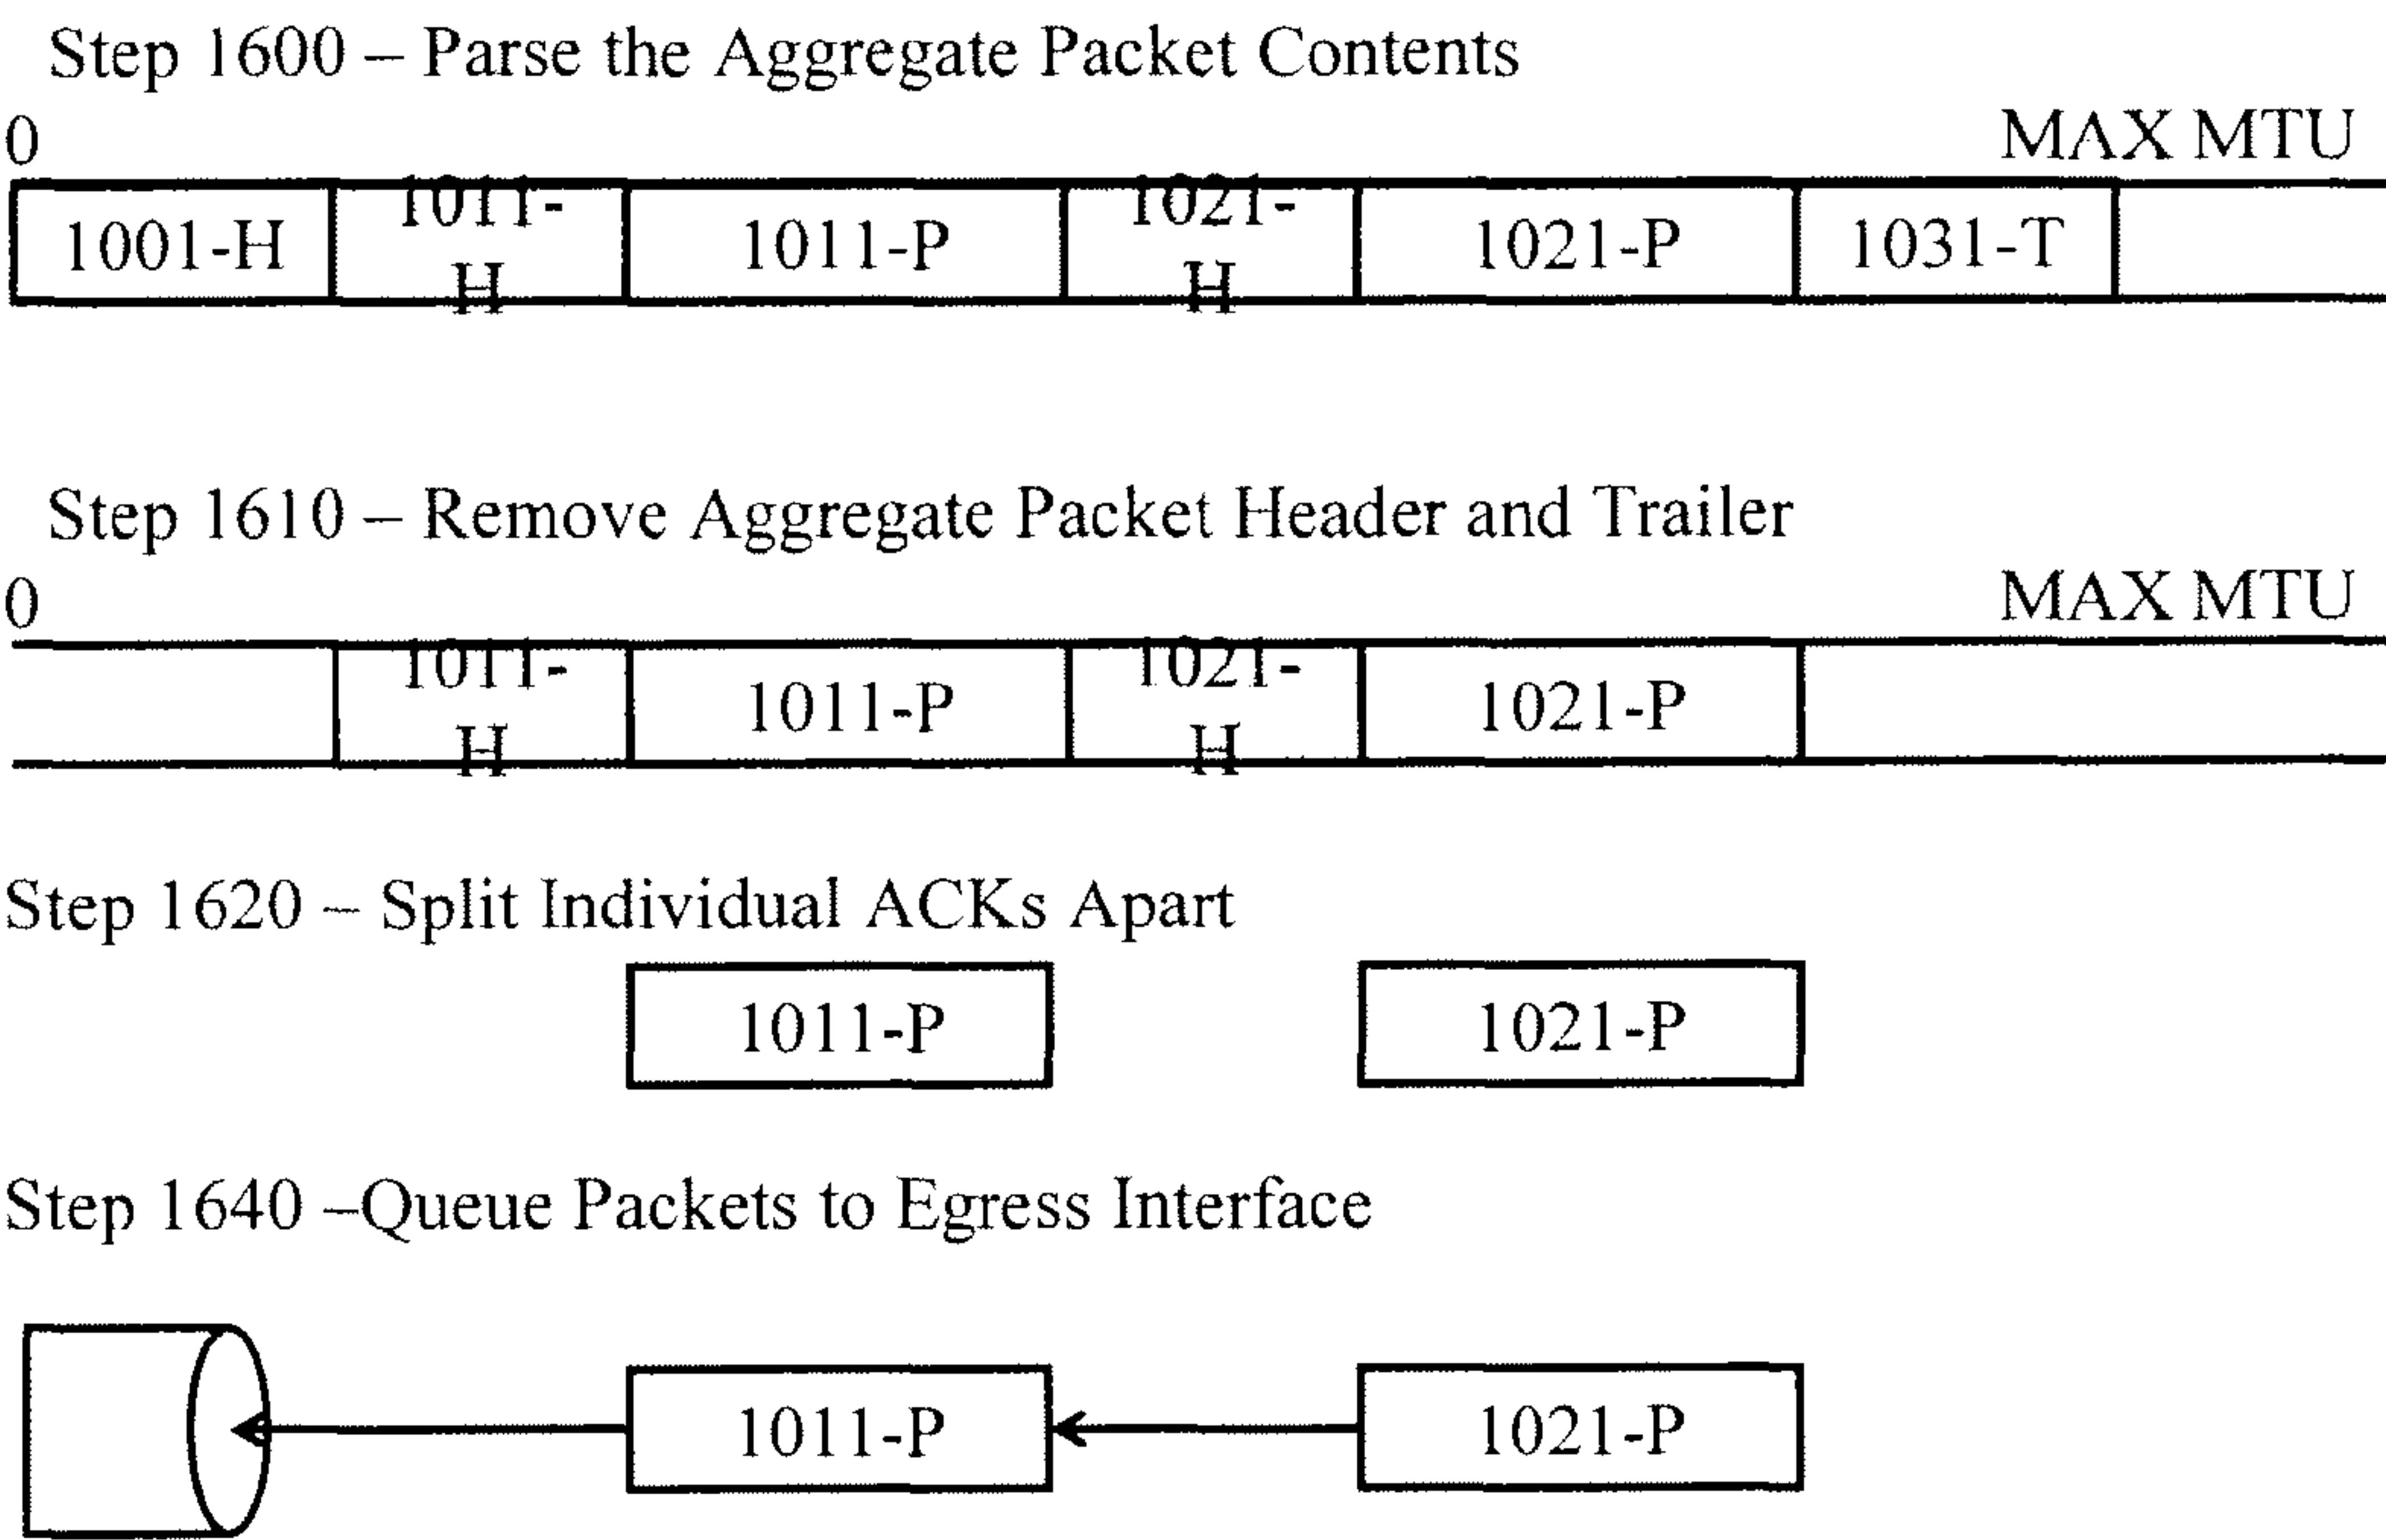 Step 1600 – Parse the Aggregate Packet Contents
0 MAX MTU
1001-H 1011-H 1011-P 1021-H 1021-P 1031-T
Step 1610 – Remove Aggregate Packet Header and Trailer
0 MAX MTU
1011-H 1011-P 1021-H 1021-P
Step 1620 – Split Individual ACKs Apart
1011-P 1021-P
Step 1640 –Queue Packets to Egress Interface
1011-P 1021-P